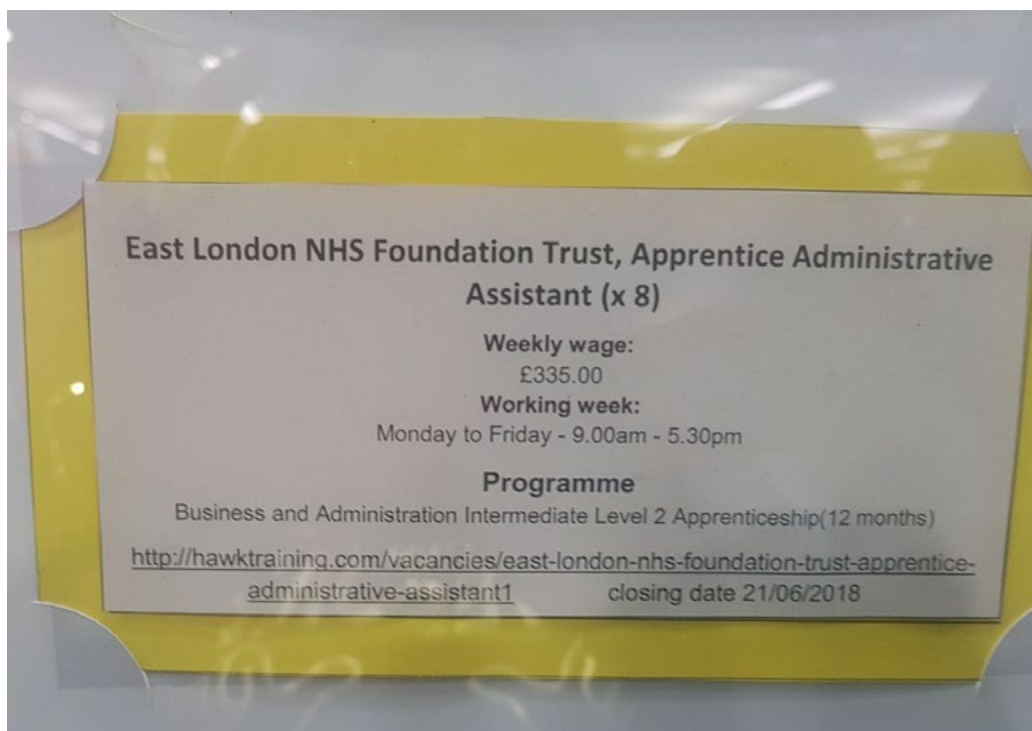 East London NHS Foundation Trust, Apprentice Administrative
Assistant (x 8)
Weekly wage:
£335.00
Working week:
Monday to Friday - 9.00am - 5.30pm
Programme
Business and Administration Intermediate Level 2 Apprenticeship(12 months)
http://hawktraining.com/vacancies/east-london-nhs-foundation-trust-apprentice-
administrative-assistant1 closing date 21/06/2018